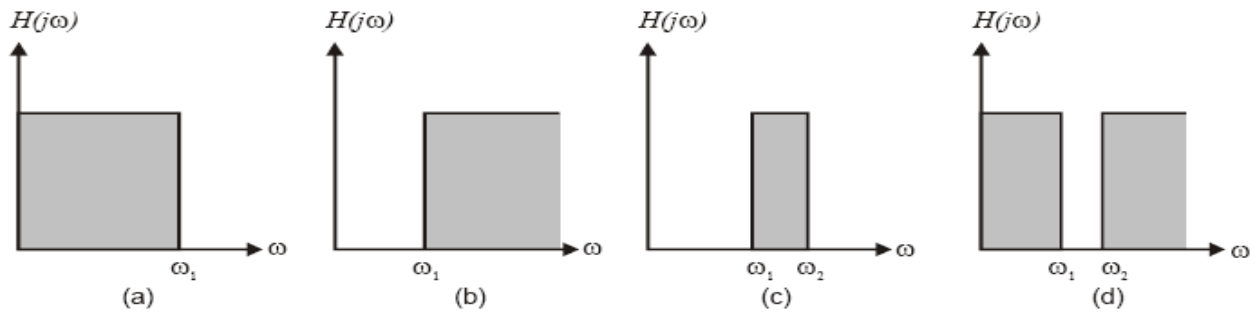 H(jω) H(jω) H(jω) H(jω)
ω ω ω ω
ω₁ ω₁ ω₁ ω₂ ω₁ ω₂
(a) (b) (c) (d)